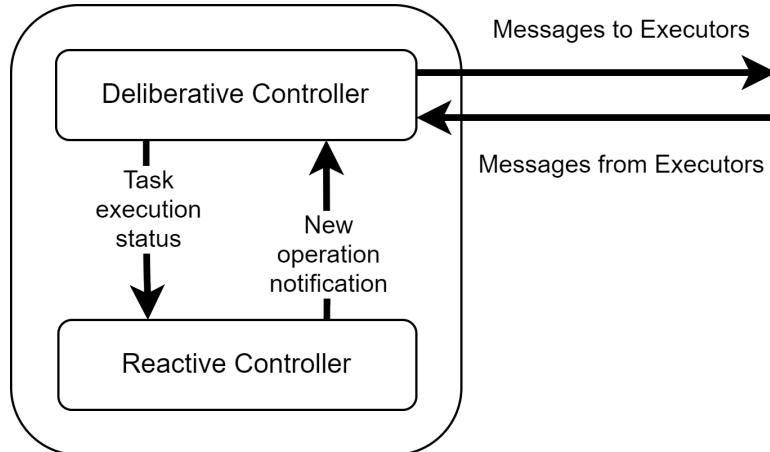 Messages to Executors
Deliberative Controller
Messages from Executors
Task
execution
status
New
operation
notification
Reactive Controller